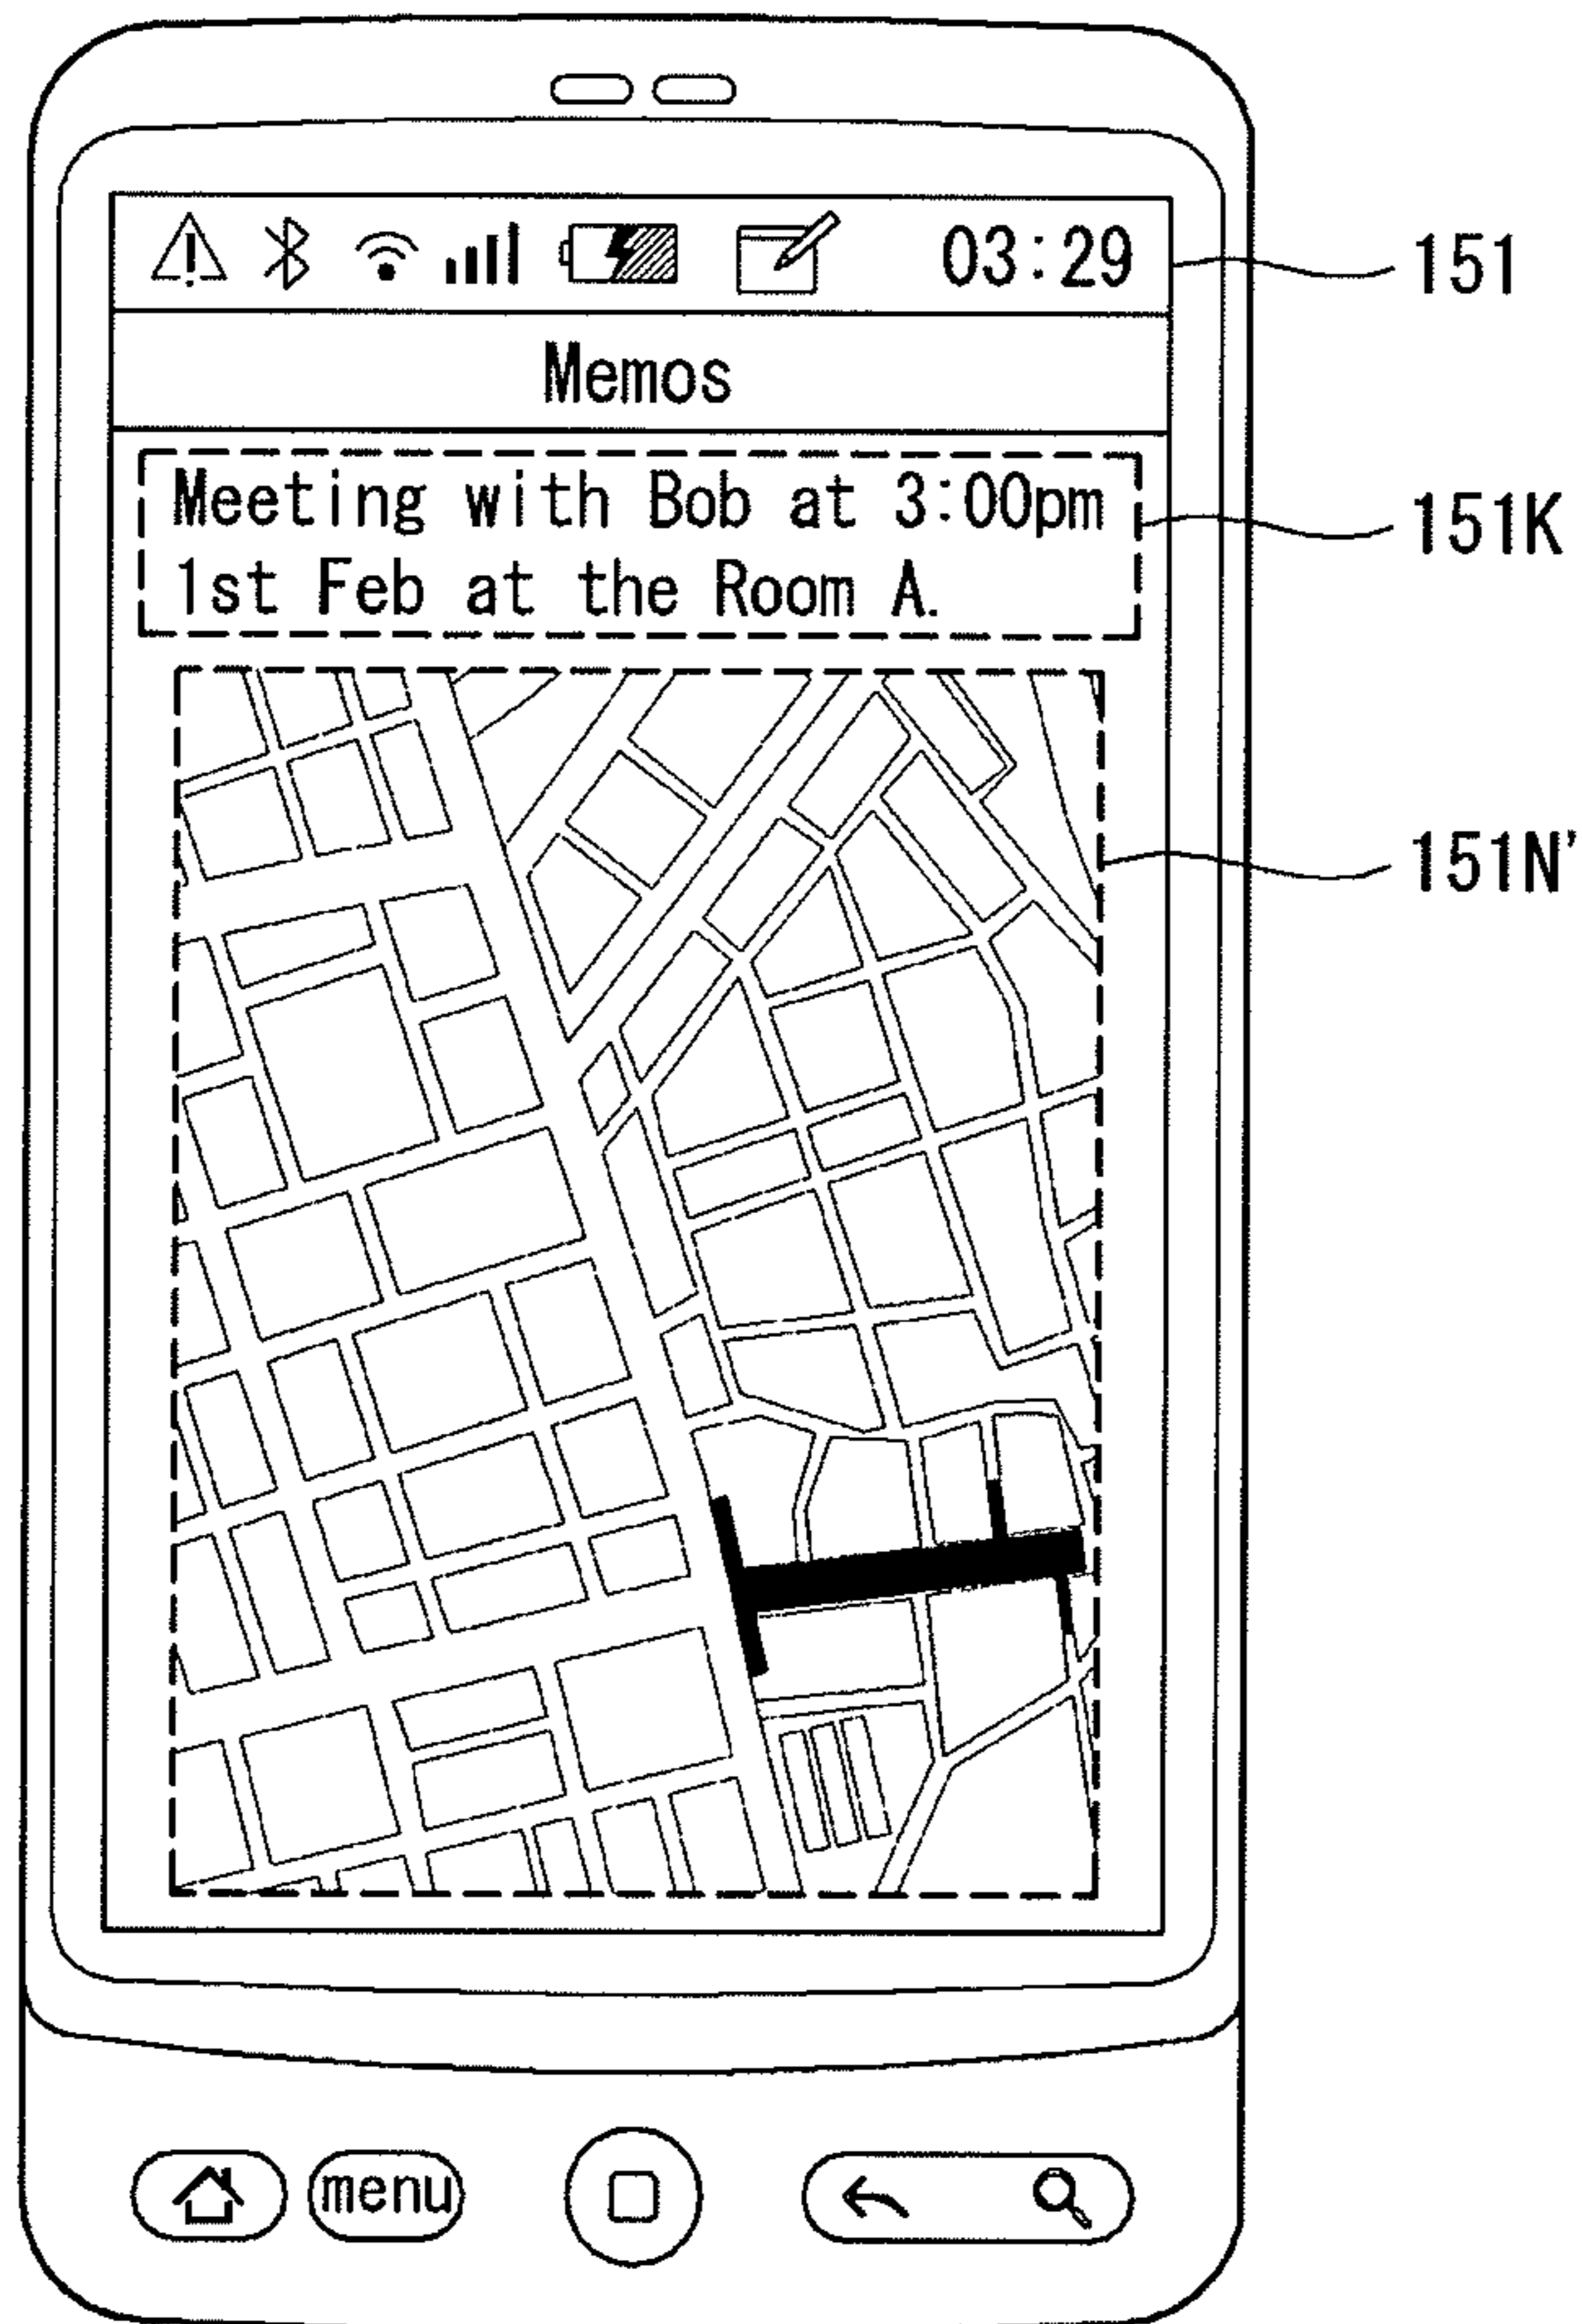 03:29
151
Memos
Meeting with Bob at 3:00pm
1st Feb at the Room A.
151K
151N'
menu